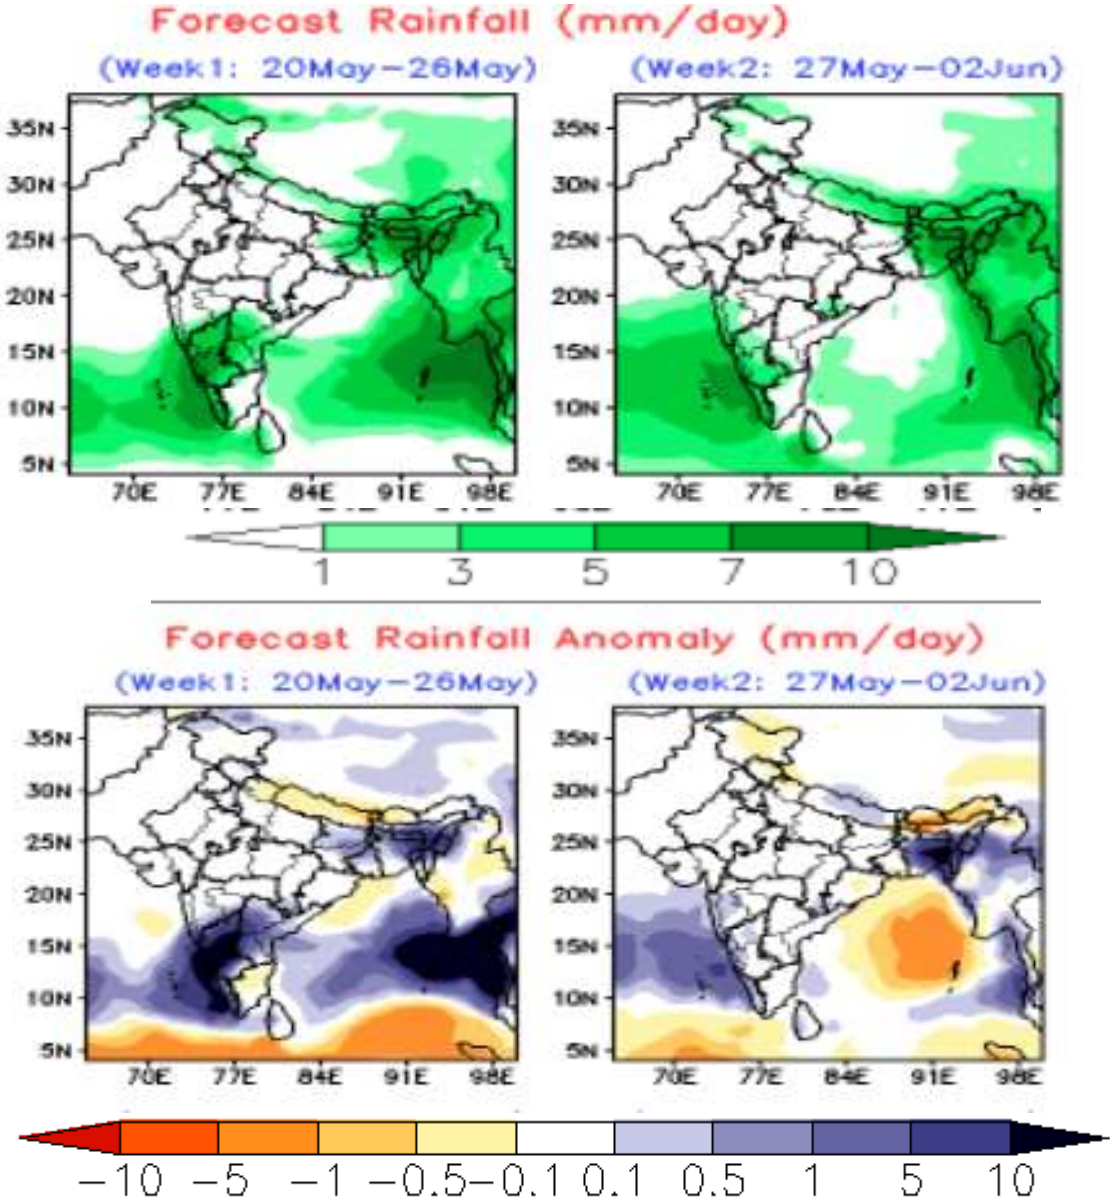 Forecast Rainfall (mm/day)
(Week1: 20May–26May) (Week2: 27May–02Jun)
35N 35N
30N 30N
25N 25N
20N 20N
15N 15N
10N 10N
5N 5N
70E 77E 84E 91E 98E 70E 77E 84E 91E 98E
1 3 5 7 10
Forecast Rainfall Anomaly (mm/day)
(Week1: 20May–26May) (Week2: 27May–02Jun)
35N 35N
30N 30N
25N 25N
20N 20N
15N 15N
10N 10N
5N 5N
70E 77E 84E 91E 98E 70E 77E 84E 91E 98E
−10 −5 −1 −0.5 −0.1 0.1 0.5 1 5 10